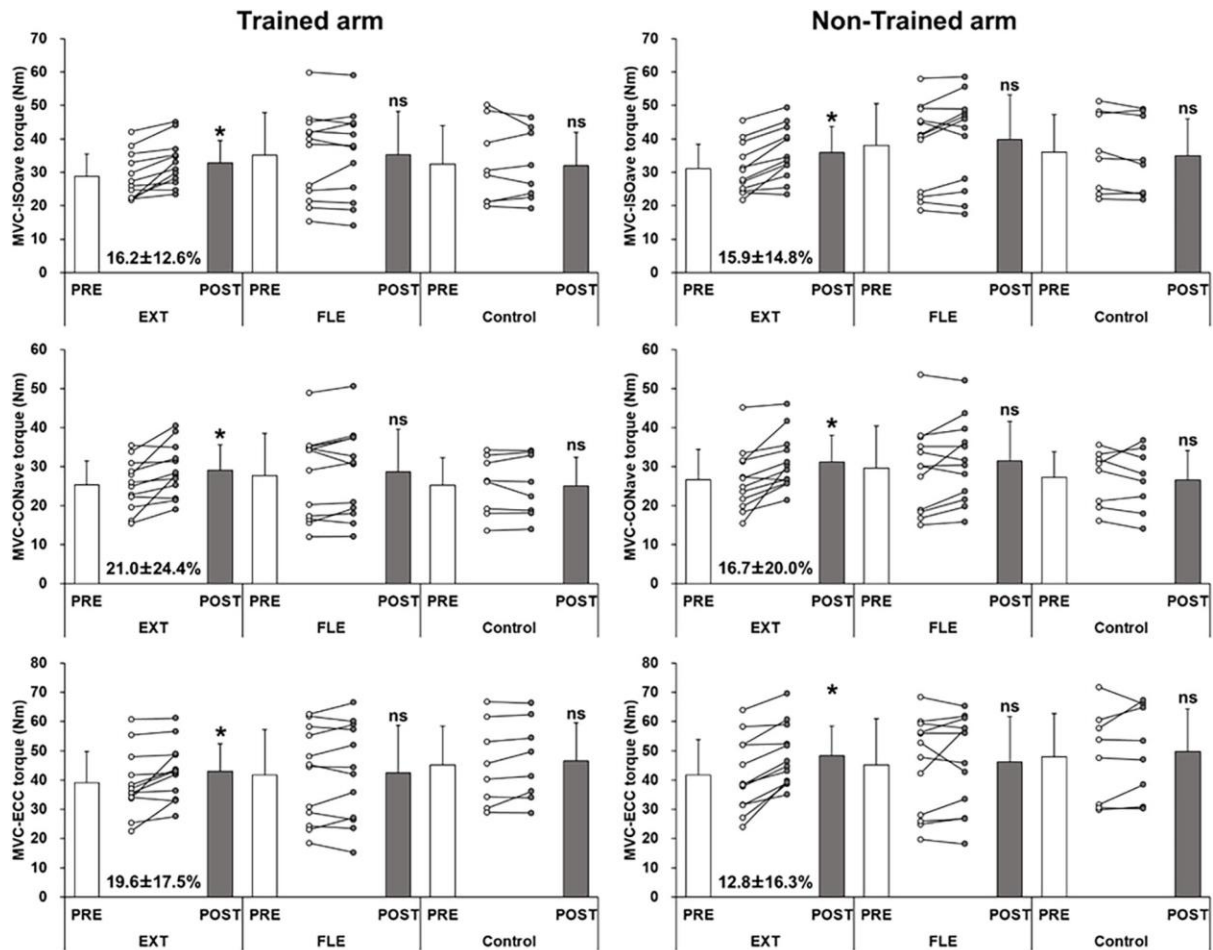 Trained arm
MVC-ISOave torque (Nm)
70
60
50
40
30
20
10
0
*
ns
ns
16.2±12.6%
PRE POST PRE POST PRE POST
EXT FLE Control
Non-Trained arm
MVC-ISOave torque (Nm)
70
60
50
40
30
20
10
0
*
ns
ns
15.9±14.8%
PRE POST PRE POST PRE POST
EXT FLE Control
MVC-CONave torque (Nm)
60
50
40
30
20
10
0
*
ns
ns
21.0±24.4%
PRE POST PRE POST PRE POST
EXT FLE Control
MVC-CONave torque (Nm)
60
50
40
30
20
10
0
*
ns
ns
16.7±20.0%
PRE POST PRE POST PRE POST
EXT FLE Control
MVC-ECC torque (Nm)
80
70
60
50
40
30
20
10
0
*
ns
ns
19.6±17.5%
PRE POST PRE POST PRE POST
EXT FLE Control
MVC-ECC torque (Nm)
80
70
60
50
40
30
20
10
0
*
ns
ns
12.8±16.3%
PRE POST PRE POST PRE POST
EXT FLE Control